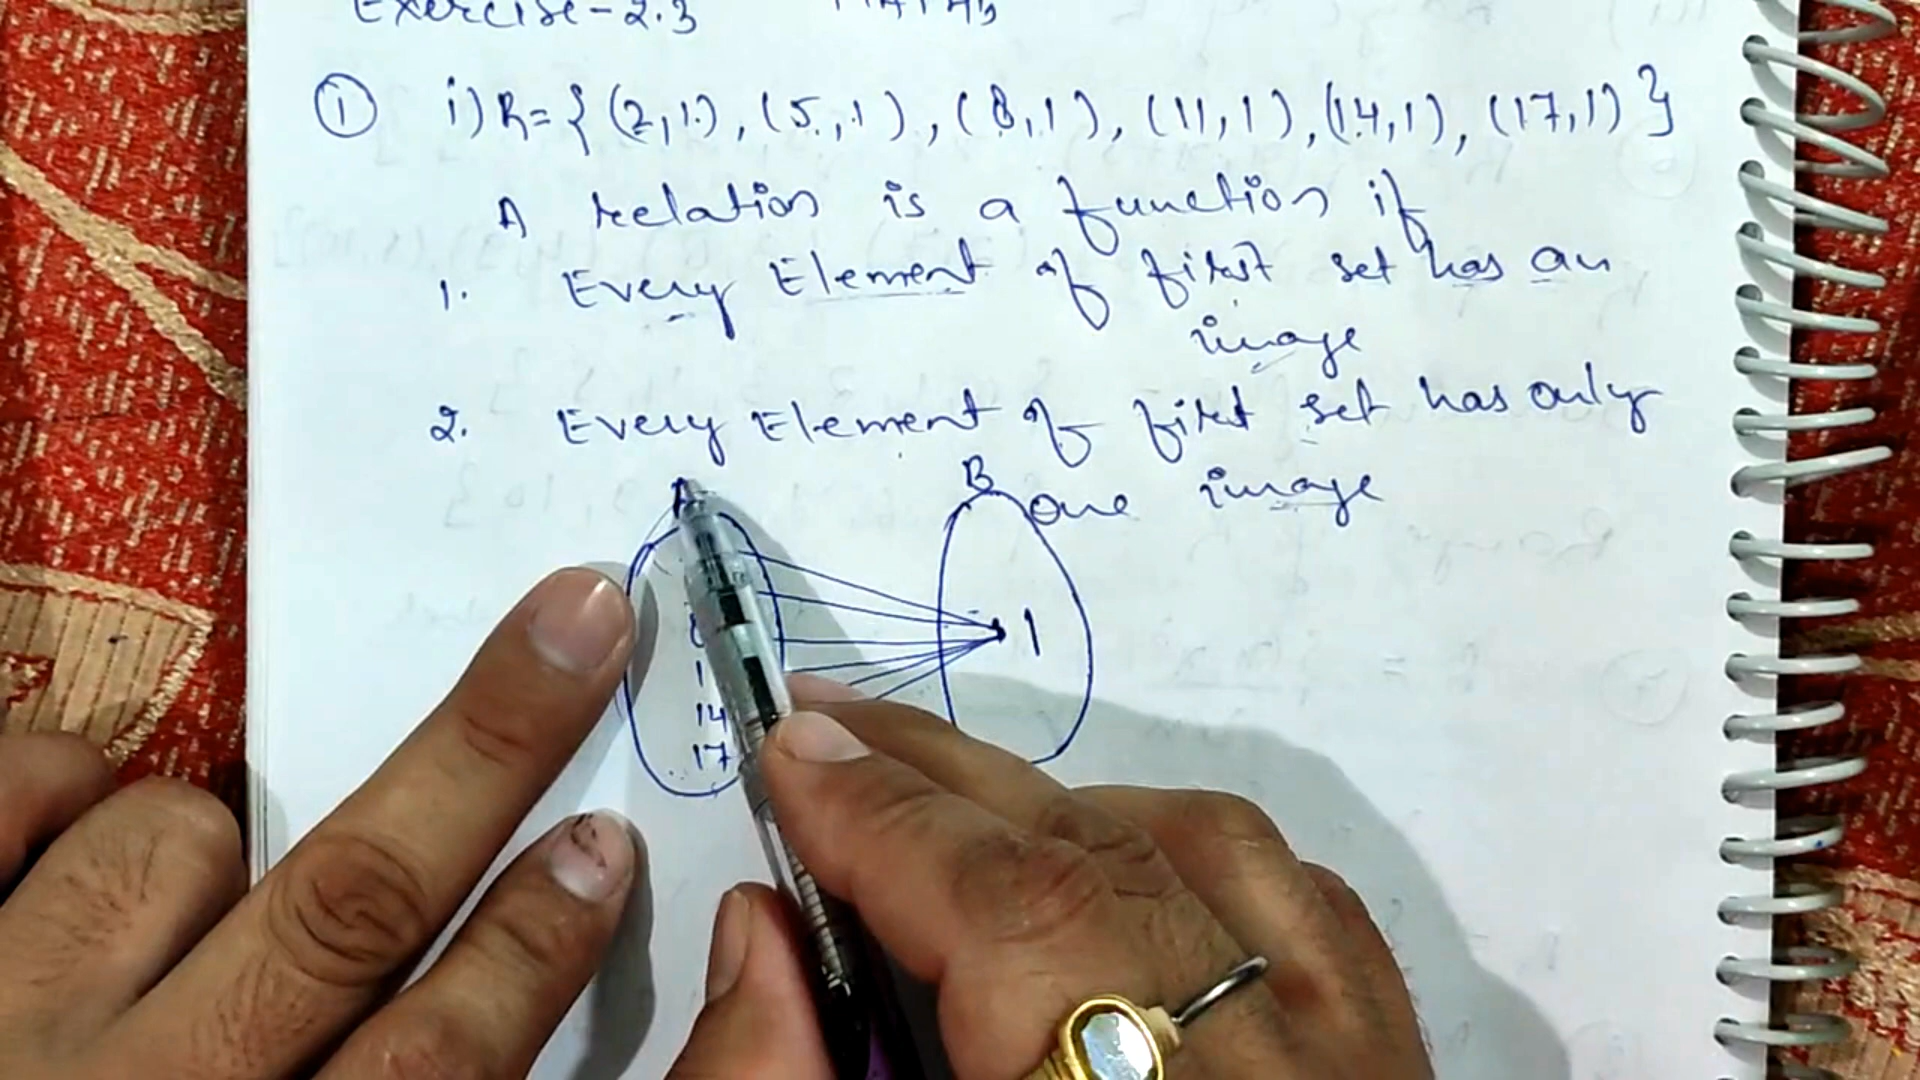 Exercise-2.3
① i) R = { (2,1), (5,1), (8,1), (11,1), (14,1), (17,1) }
A relation is a function if
1. Every Element of first set has an
image
2. Every Element of first set has only
one image
A B
1
14
17